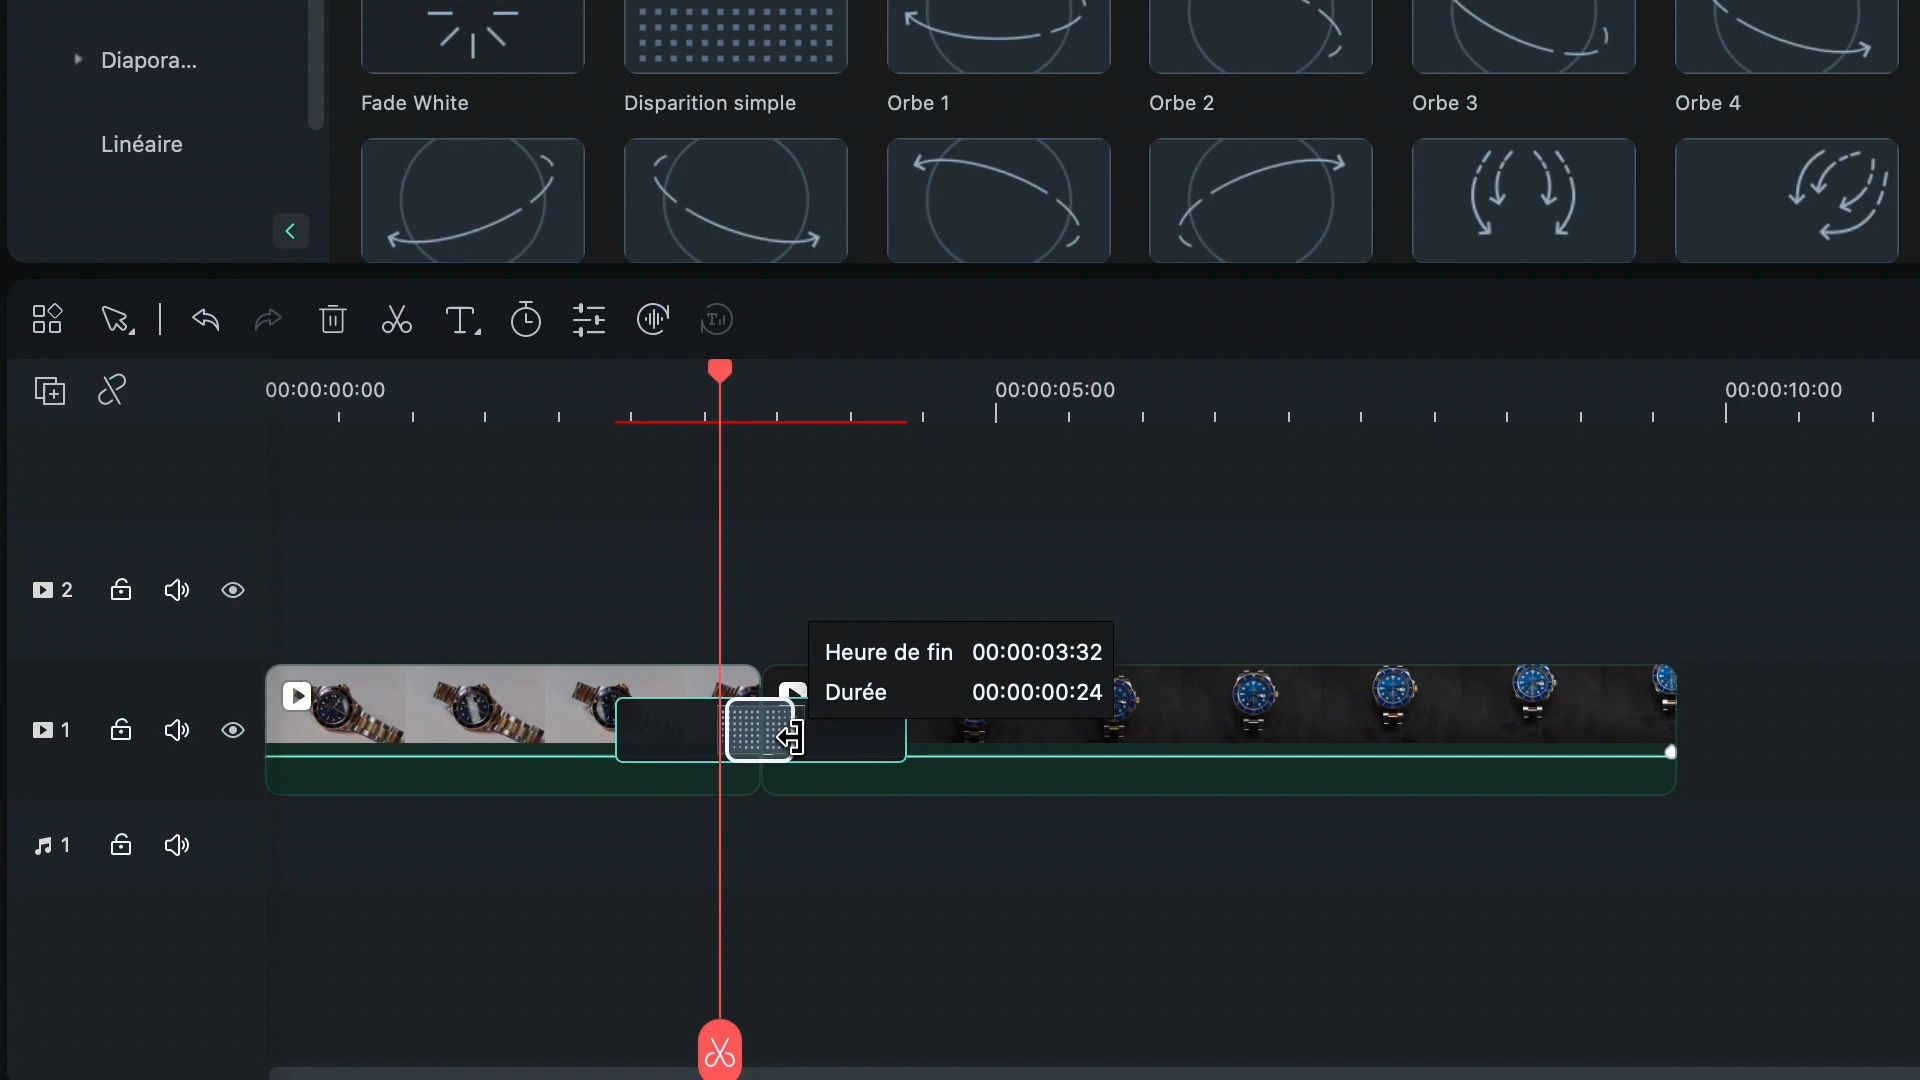 Diapora...
Linéaire
Fade White
Disparition simple
Orbe 1
Orbe 2
Orbe 3
Orbe 4
00:00:00:00
00:00:05:00
00:00:10:00
2
Heure de fin 00:00:03:32
Durée 00:00:00:24
1
1